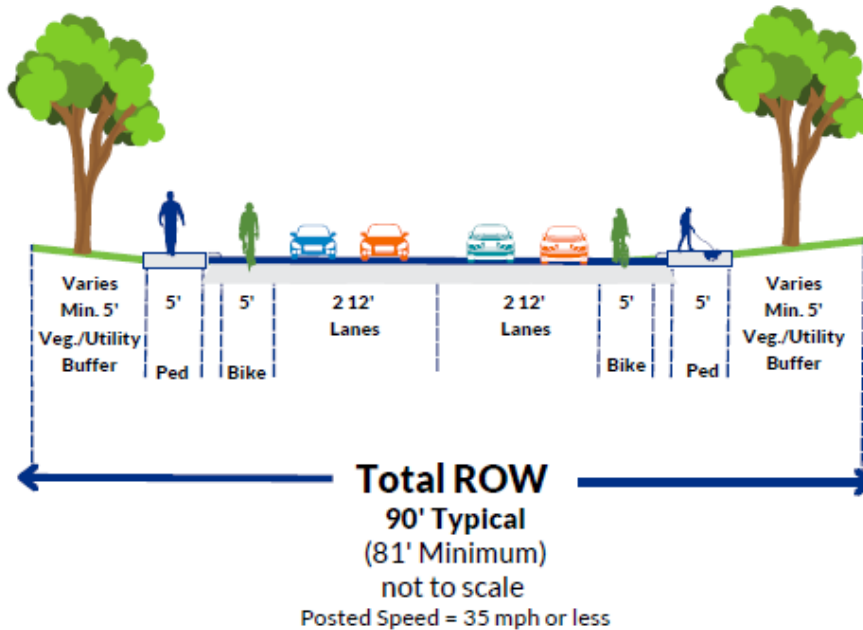 Varies
Min. 5'
Veg./Utility
Buffer
5'
Ped
5'
Bike
2 12'
Lanes
2 12'
Lanes
5'
Bike
5'
Ped
Varies
Min. 5'
Veg./Utility
Buffer
Total ROW
90' Typical
(81' Minimum)
not to scale
Posted Speed = 35 mph or less